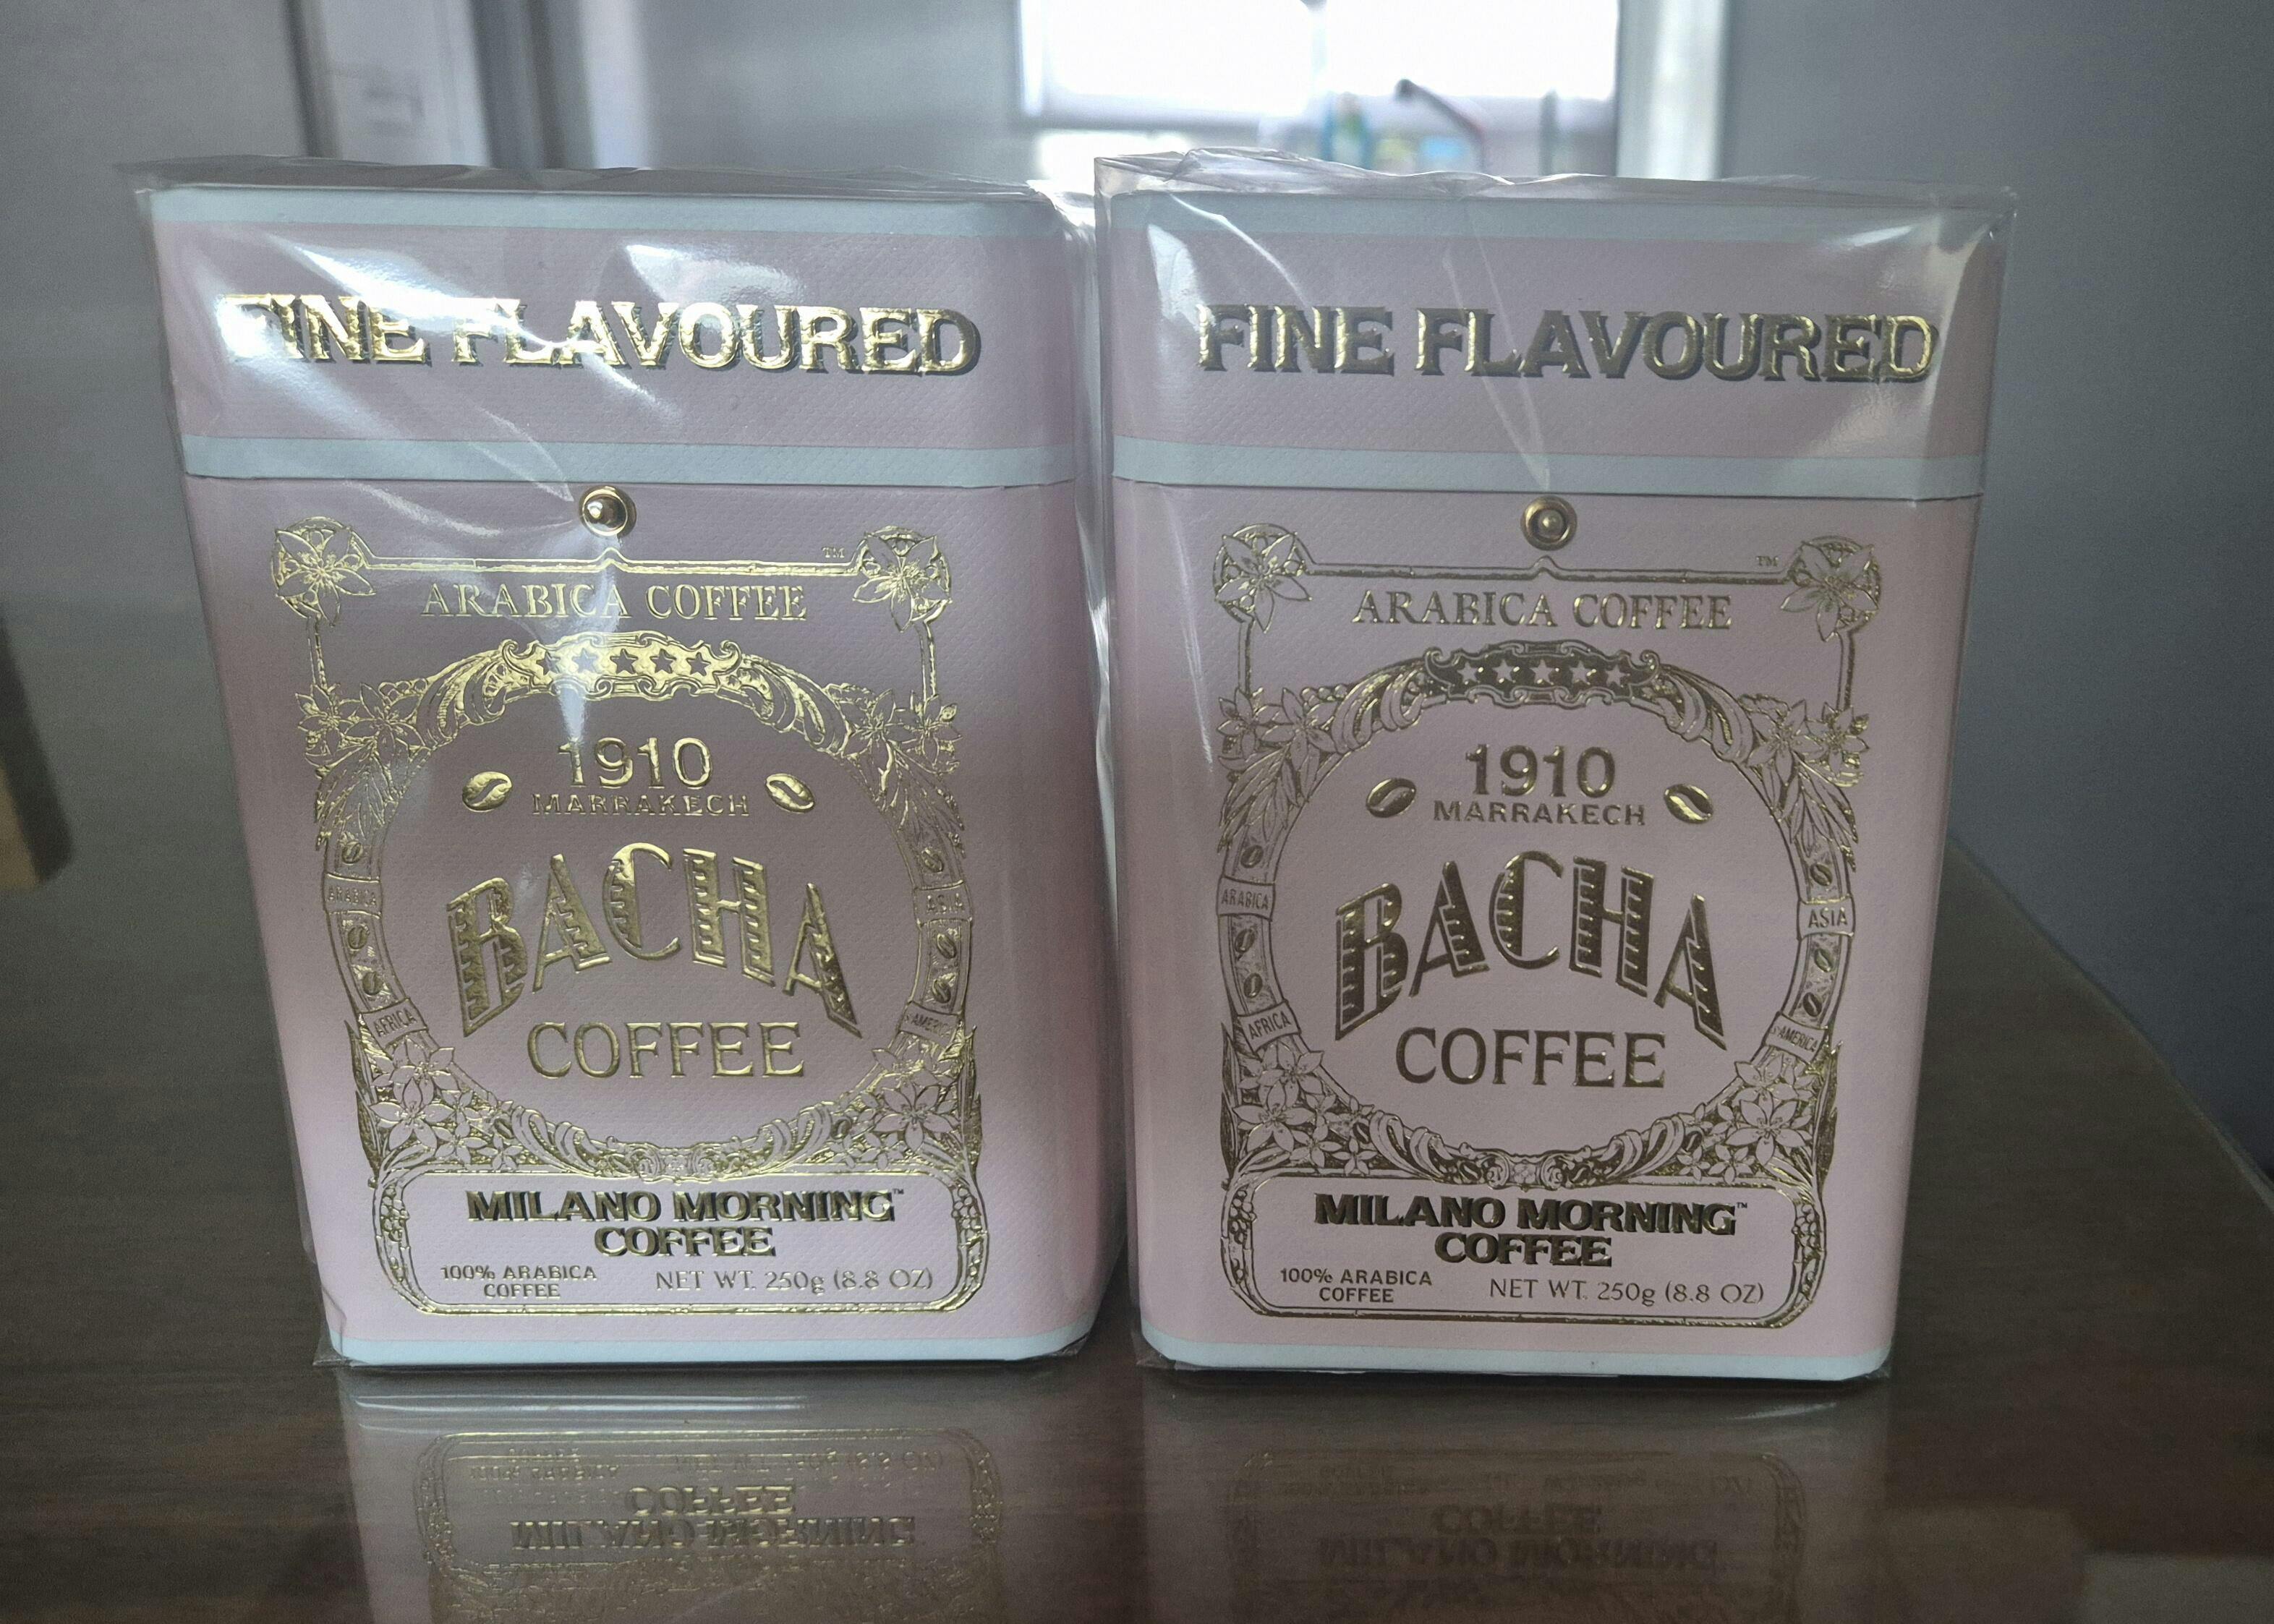 FINE FLAVOURED
ARABICA COFFEE
TM
1910
MARRAKECH
BACHA
COFFEE
ARABICA
AFRICA
ASIA
S·AMERICA
MILANO MORNING™
COFFEE
100% ARABICA
COFFEE
NET WT. 250g (8.8 OZ)
FINE FLAVOURED
ARABICA COFFEE
TM
1910
MARRAKECH
BACHA
COFFEE
ARABICA
AFRICA
ASIA
S·AMERICA
MILANO MORNING™
COFFEE
100% ARABICA
COFFEE
NET WT. 250g (8.8 OZ)